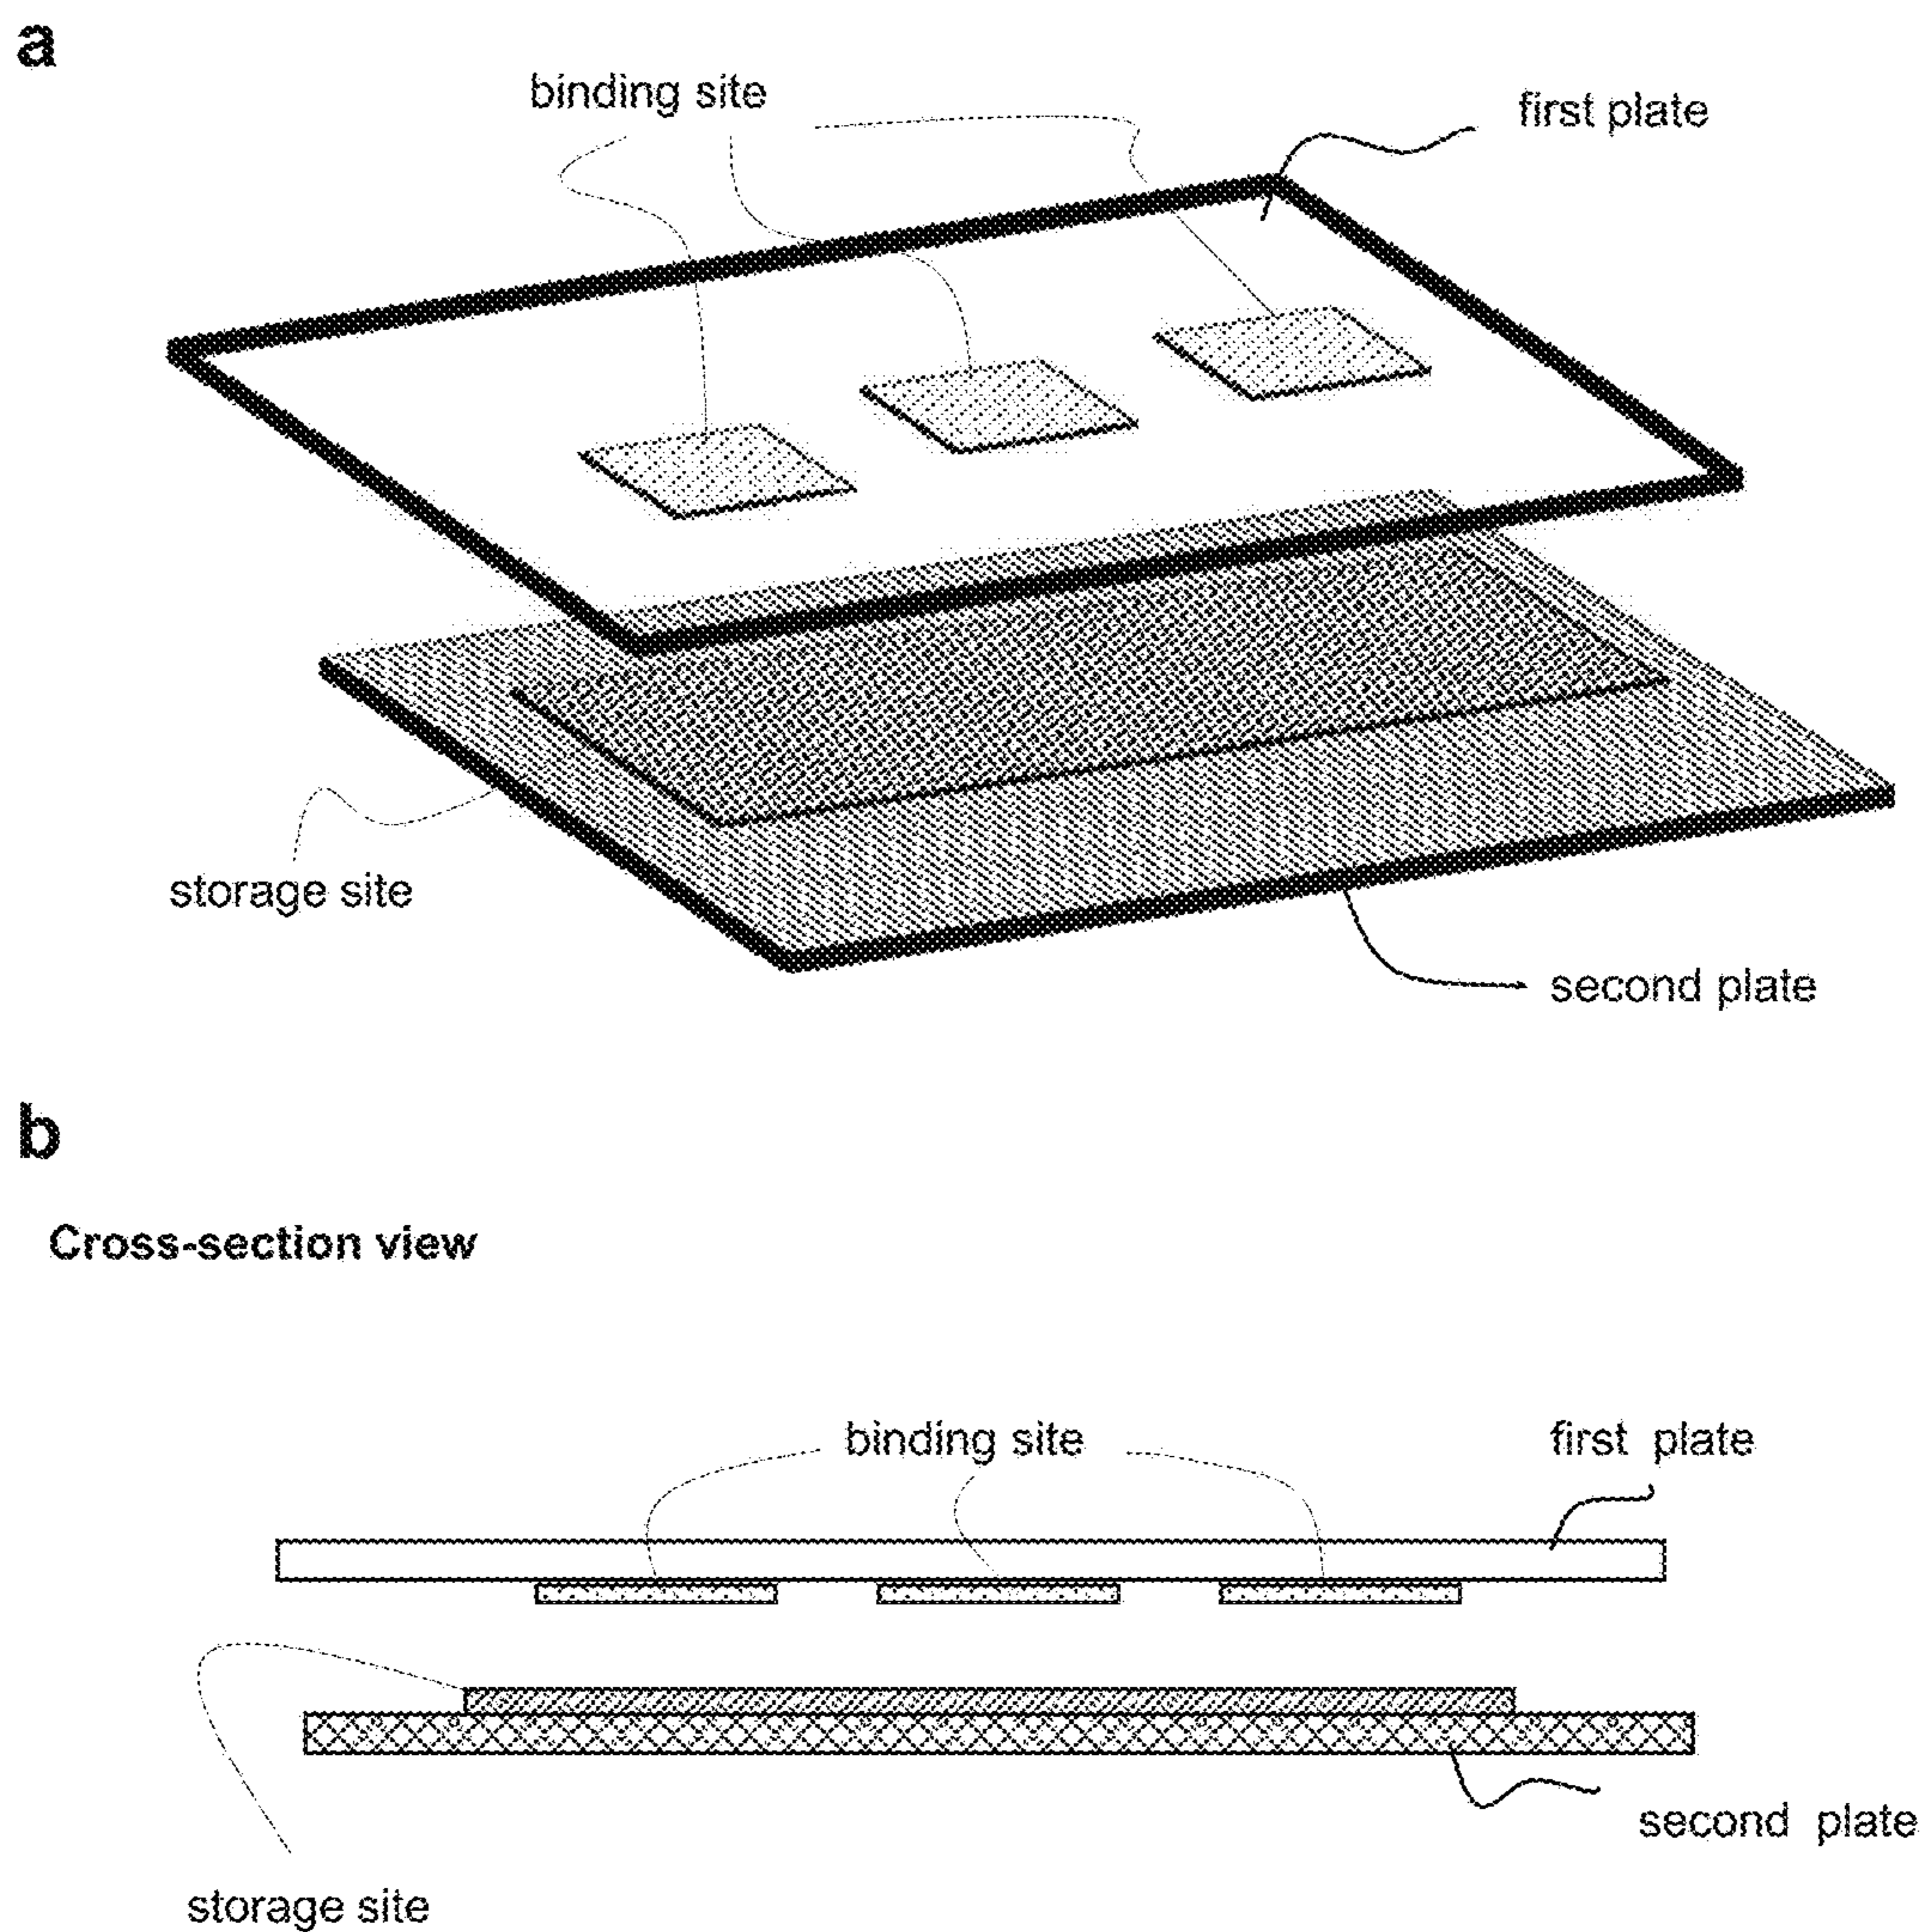 a
binding site
first plate
storage site
second plate
b
Cross-section view
binding site
first plate
second plate
storage site